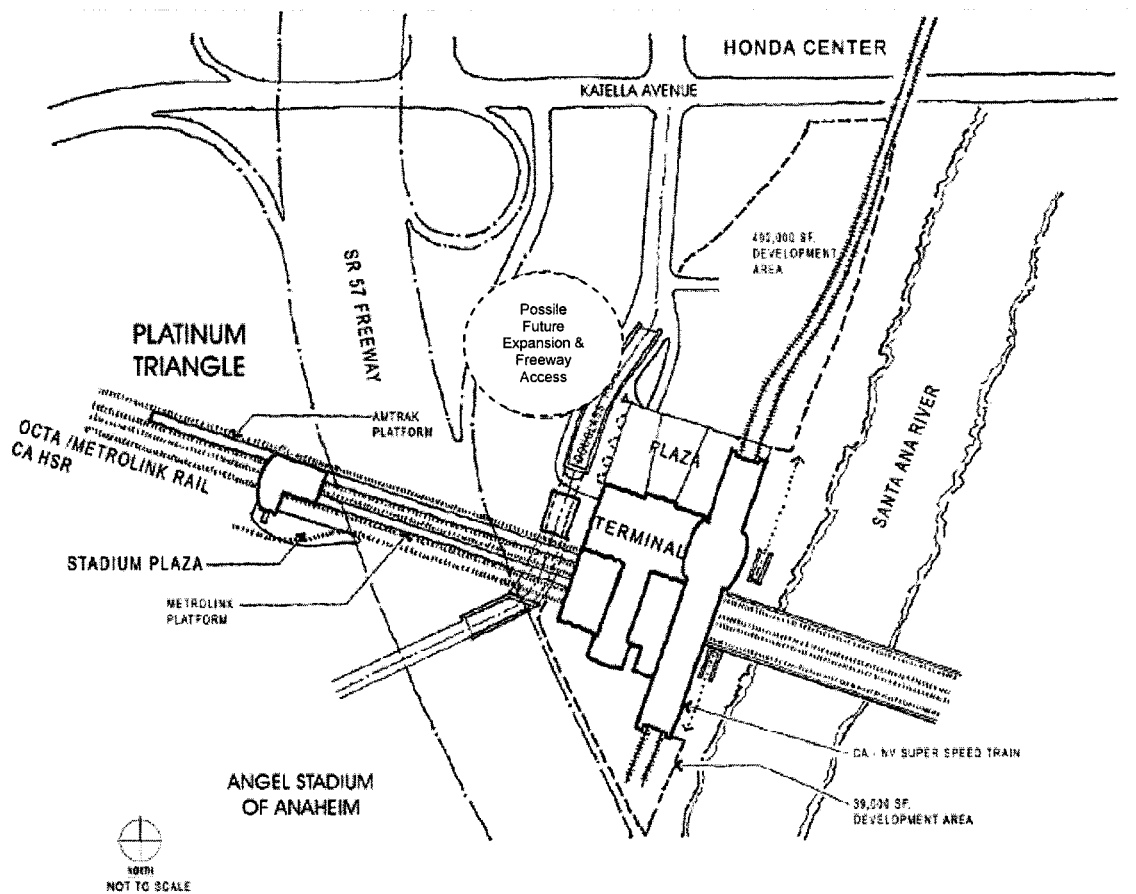 HONDA CENTER
KATELLA AVENUE
SF.
DEVELOPMENT
AREA
SR 57 FREEWAY
Possile
Future
Expansion &
Freeway
Access
PLATINUM
TRIANGLE
AMTRAK
PLATFORM
DOUGLASS
PLAZA
OCTA / METROLINK RAIL
CA HSR
SANTA ANA RIVER
TERMINAL
STADIUM PLAZA
METROLINK
PLATFORM
CA - NV SUPER SPEED TRAIN
ANGEL STADIUM
OF ANAHEIM
39,000 SF.
DEVELOPMENT AREA
NORTH
NOT TO SCALE